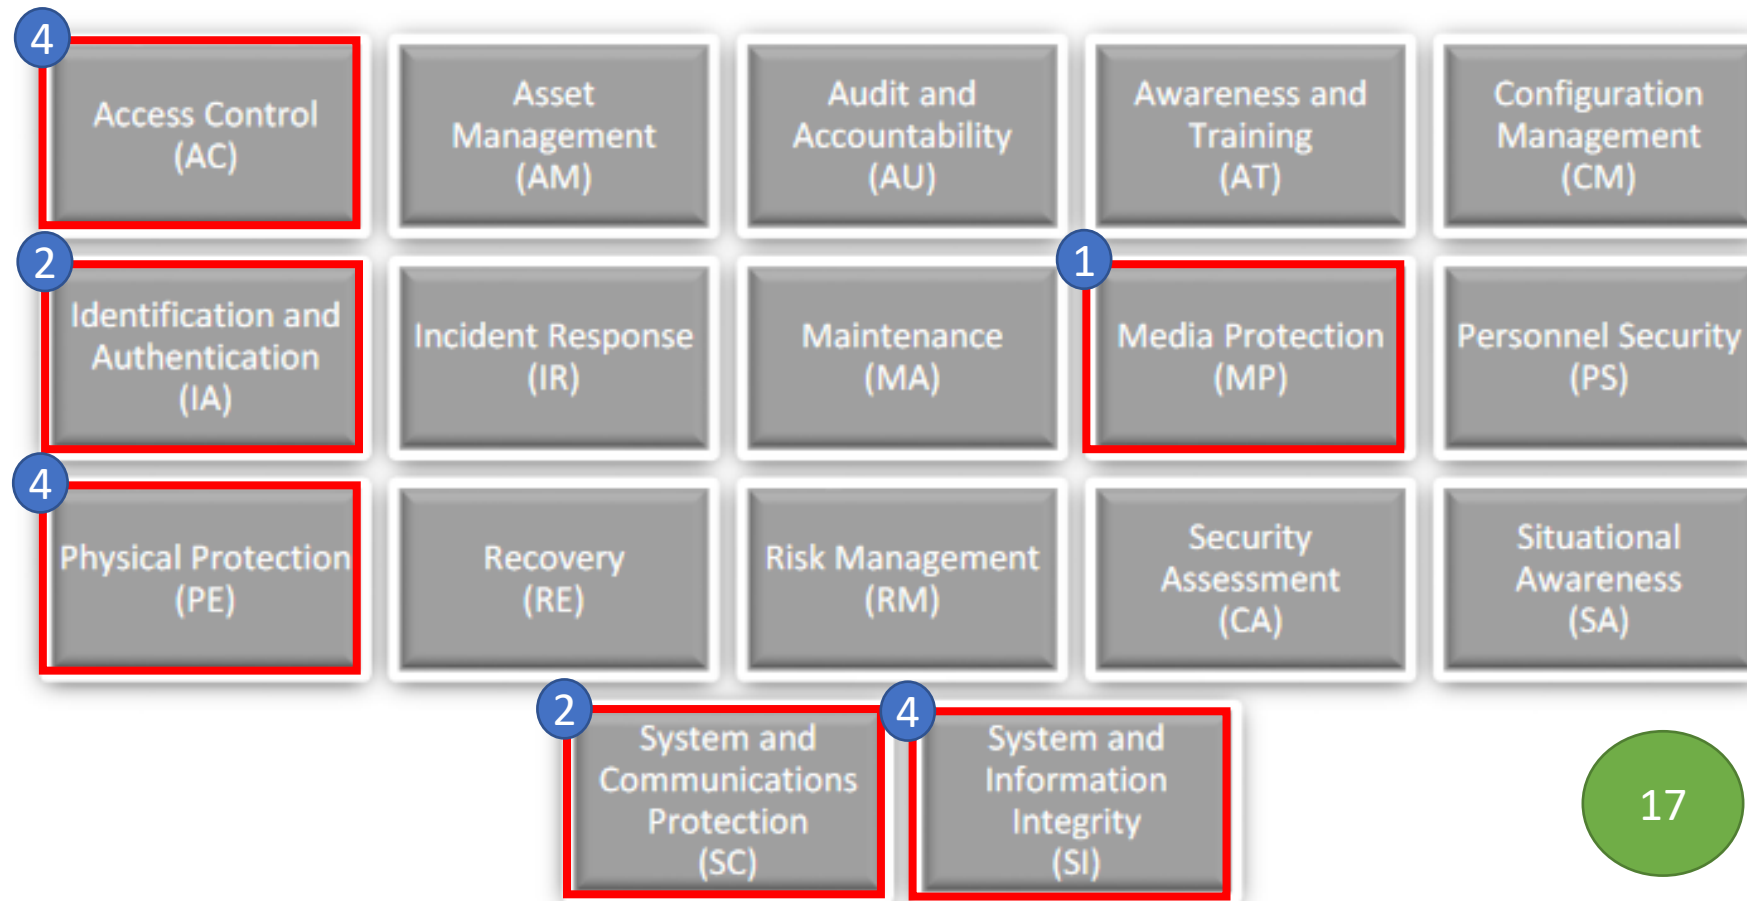 4
Access Control
(AC)
Asset
Management
(AM)
Audit and
Accountability
(AU)
Awareness and
Training
(AT)
Configuration
Management
(CM)
2
Identification and
Authentication
(IA)
Incident Response
(IR)
Maintenance
(MA)
1
Media Protection
(MP)
Personnel Security
(PS)
4
Physical Protection
(PE)
Recovery
(RE)
Risk Management
(RM)
Security
Assessment
(CA)
Situational
Awareness
(SA)
2
System and
Communications
Protection
(SC)
4
System and
Information
Integrity
(SI)
17